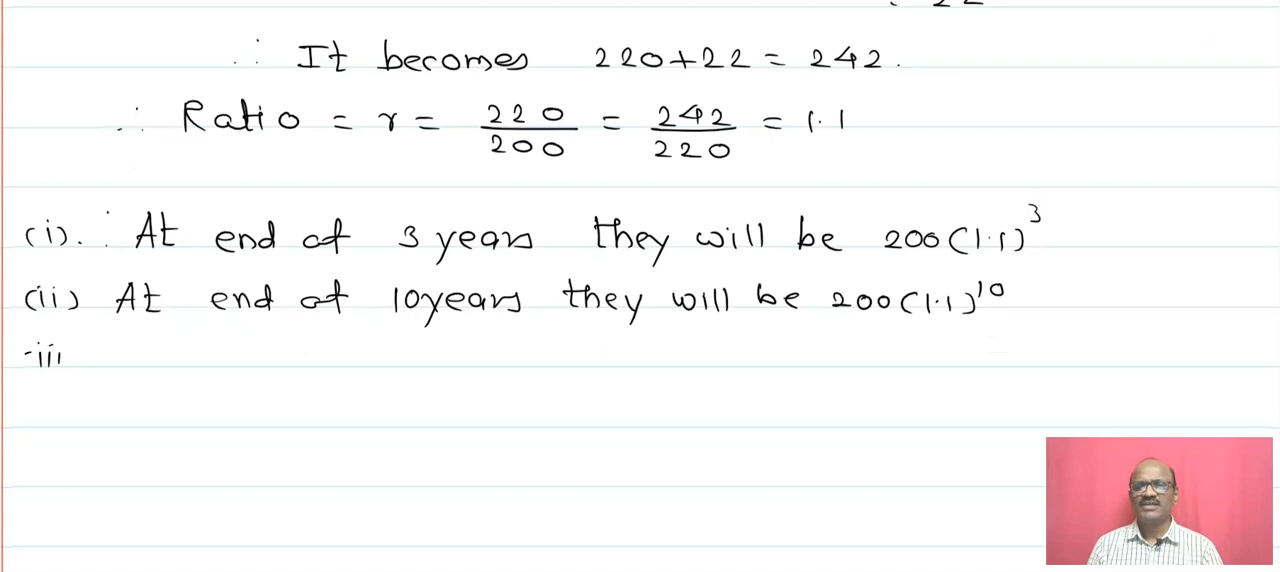 ∴ It becomes 220+22 = 242.
∴ Ratio = r = 220/200 = 242/220 = 1.1
(i). ∴ At end of 3 years they will be 200(1.1)^3
(ii) At end of 10years they will be 200(1.1)^10
iii